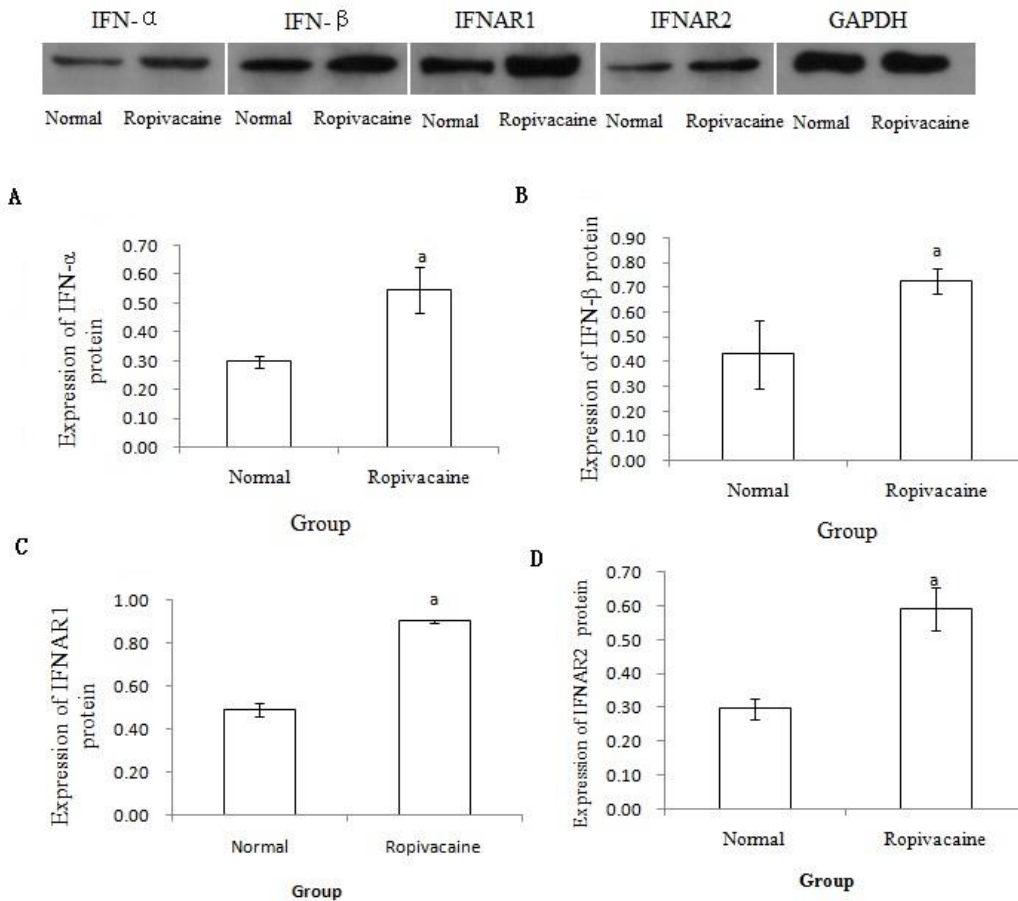 IFN-α IFN-β IFNAR1 IFNAR2 GAPDH
Normal Ropivacaine Normal Ropivacaine Normal Ropivacaine Normal Ropivacaine Normal Ropivacaine
A
Expression of IFN-α
protein
0.70
0.60
0.50
0.40
0.30
0.20
0.10
0.00
a
Normal Ropivacaine
Group
B
Expression of IFN-β protein
0.90
0.80
0.70
0.60
0.50
0.40
0.30
0.20
0.10
0.00
a
Normal Ropivacaine
Group
C
Expression of IFNAR1
protein
1.00
0.80
0.60
0.40
0.20
0.00
a
Normal Ropivacaine
Group
D
Expression of IFNAR2 protein
0.70
0.60
0.50
0.40
0.30
0.20
0.10
0.00
a
Normal Ropivacaine
Group